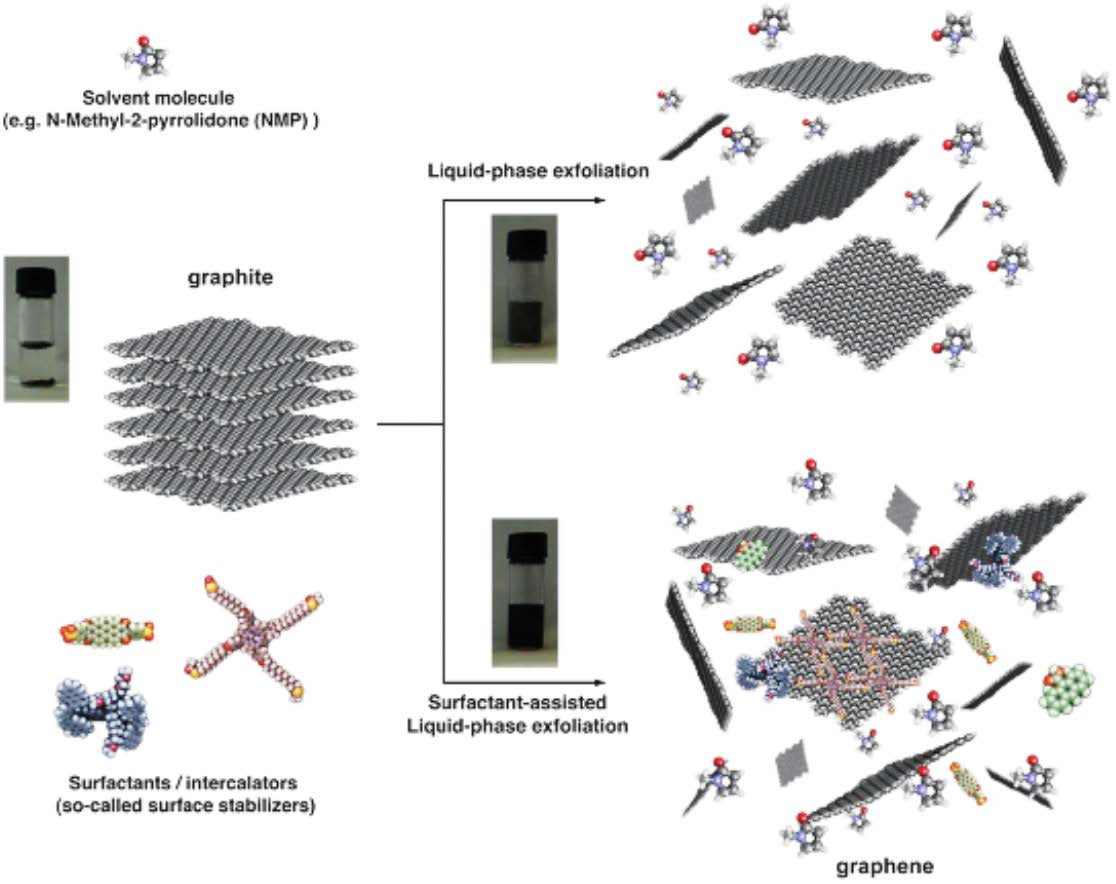 Solvent molecule
(e.g. N-Methyl-2-pyrrolidone (NMP) )
Liquid-phase exfoliation
graphite
Surfactant-assisted
Liquid-phase exfoliation
Surfactants / intercalators
(so-called surface stabilizers)
graphene